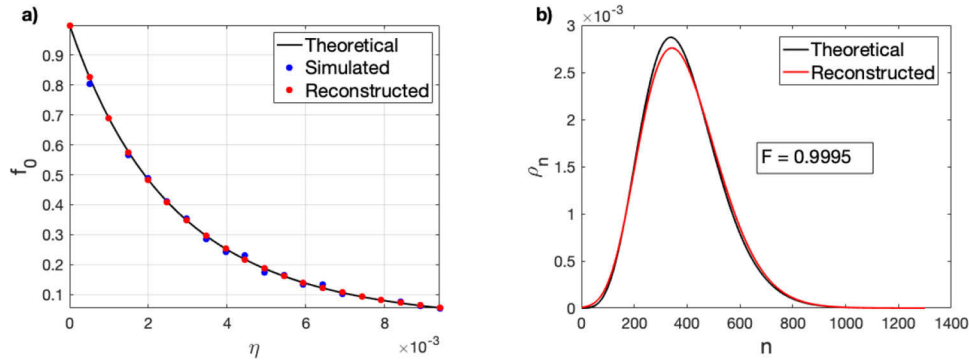 a)
0.9
0.8
0.7
0.6
0.5
0.4
0.3
0.2
0.1
f0
Theoretical
Simulated
Reconstructed
0 2 4 6 8
η ×10-3
b)
×10-3
3
2.5
2
1.5
1
0.5
0
ρn
Theoretical
Reconstructed
F = 0.9995
0 200 400 600 800 1000 1200 1400
n